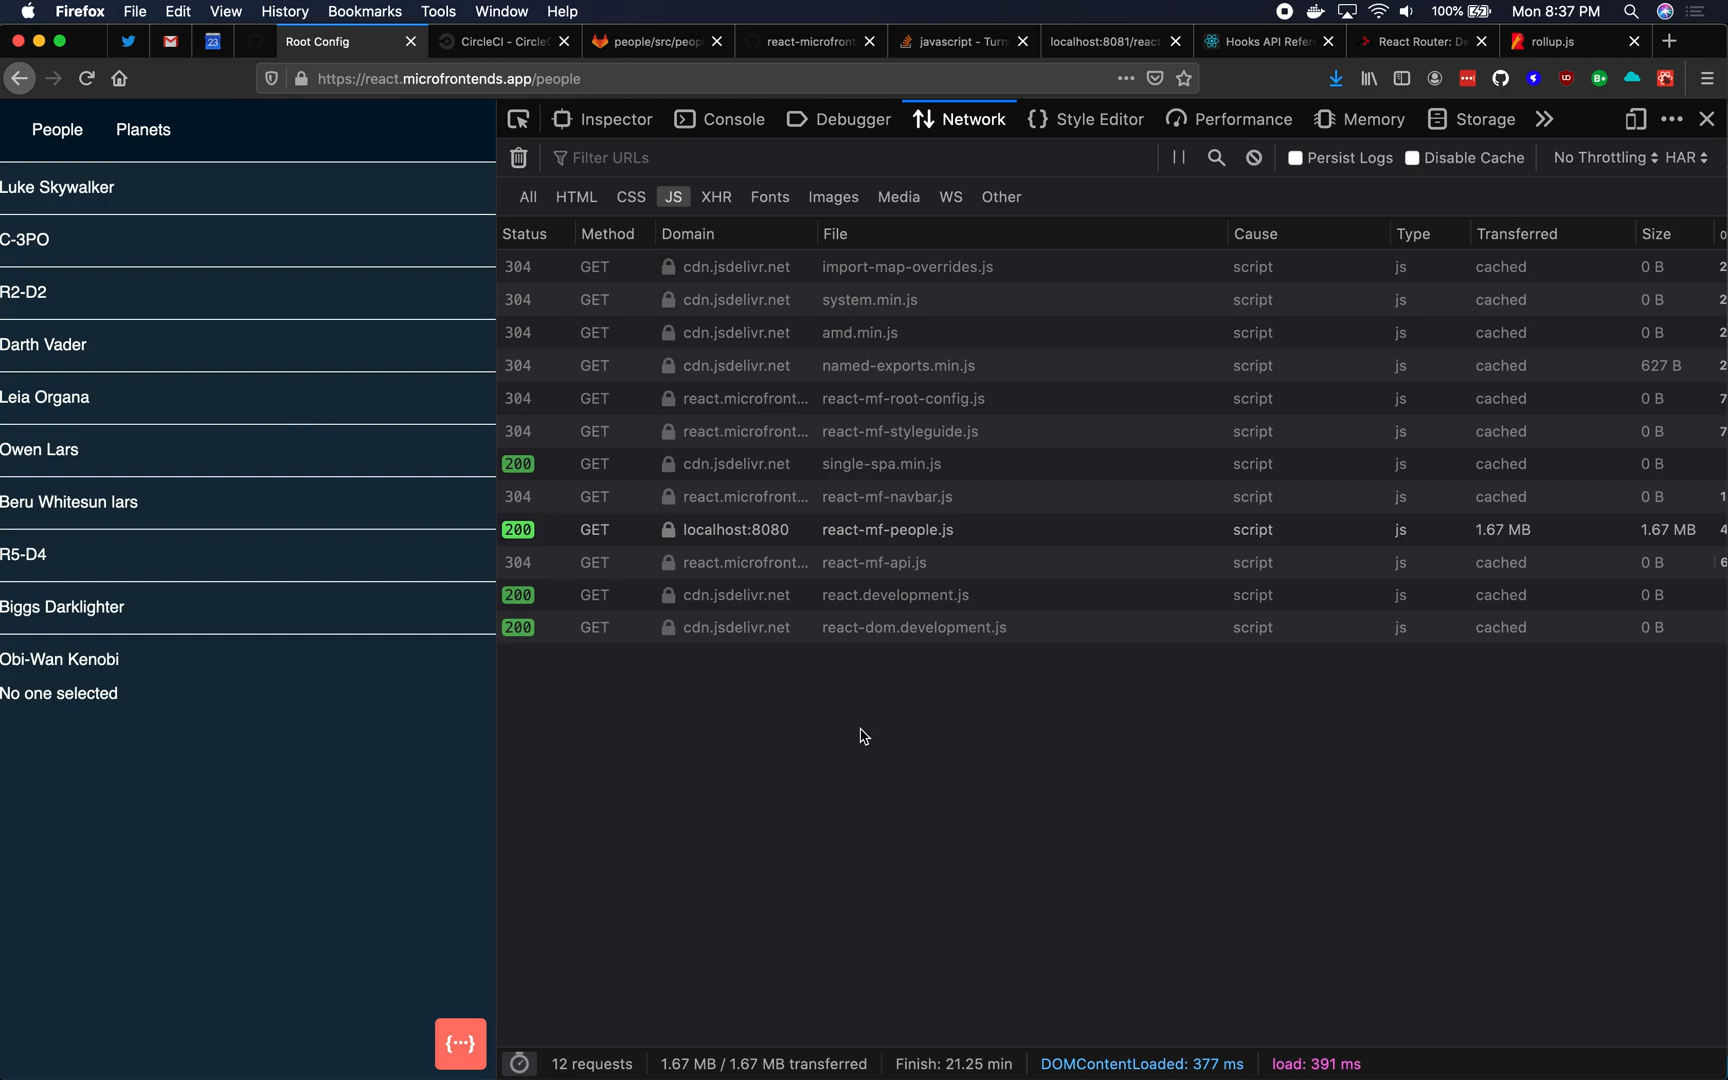 Firefox File Edit View History Bookmarks Tools Window Help 100% Mon 8:37 PM
23 Root Config CircleCI - Circle people/src/peop react-microfront javascript - Turn localhost:8081/react Hooks API Refer React Router: De rollup.js
https://react.microfrontends.app/people
People Planets
Luke Skywalker
C-3PO
R2-D2
Darth Vader
Leia Organa
Owen Lars
Beru Whitesun lars
R5-D4
Biggs Darklighter
Obi-Wan Kenobi
No one selected
{···}
Inspector Console Debugger Network Style Editor Performance Memory Storage
Filter URLs Persist Logs Disable Cache No Throttling HAR
All HTML CSS JS XHR Fonts Images Media WS Other
Status Method Domain File Cause Type Transferred Size 0
304 GET cdn.jsdelivr.net import-map-overrides.js script js cached 0 B 2
304 GET cdn.jsdelivr.net system.min.js script js cached 0 B 2
304 GET cdn.jsdelivr.net amd.min.js script js cached 0 B 2
304 GET cdn.jsdelivr.net named-exports.min.js script js cached 627 B 2
304 GET react.microfront... react-mf-root-config.js script js cached 0 B 7
304 GET react.microfront... react-mf-styleguide.js script js cached 0 B 7
200 GET cdn.jsdelivr.net single-spa.min.js script js cached 0 B
304 GET react.microfront... react-mf-navbar.js script js cached 0 B 1
200 GET localhost:8080 react-mf-people.js script js 1.67 MB 1.67 MB 4
304 GET react.microfront... react-mf-api.js script js cached 0 B 6
200 GET cdn.jsdelivr.net react.development.js script js cached 0 B
200 GET cdn.jsdelivr.net react-dom.development.js script js cached 0 B
12 requests 1.67 MB / 1.67 MB transferred Finish: 21.25 min DOMContentLoaded: 377 ms load: 391 ms